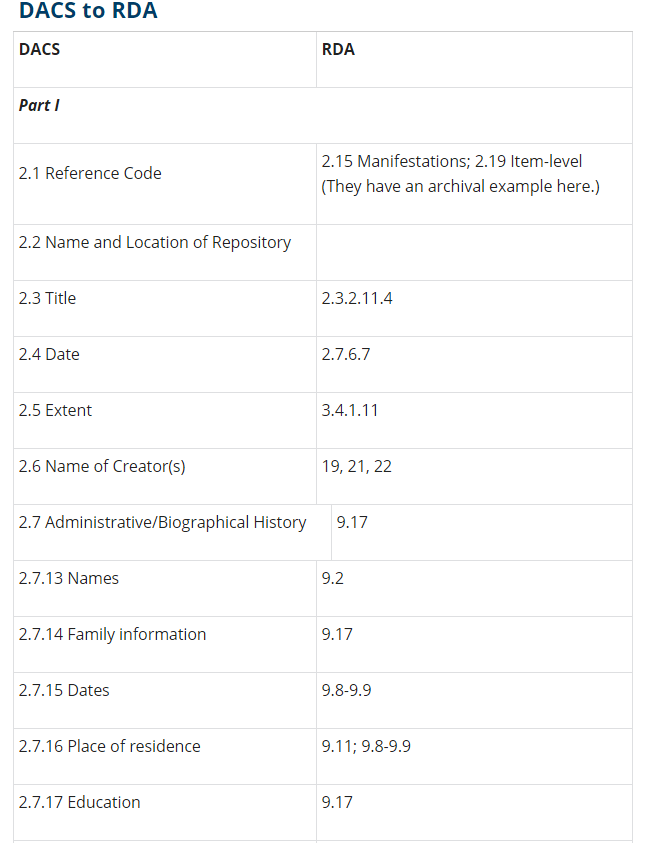 DACS to RDA
DACS RDA
Part I
2.1 Reference Code 2.15 Manifestations; 2.19 Item-level
(They have an archival example here.)
2.2 Name and Location of Repository
2.3 Title 2.3.2.11.4
2.4 Date 2.7.6.7
2.5 Extent 3.4.1.11
2.6 Name of Creator(s) 19, 21, 22
2.7 Administrative/Biographical History 9.17
2.7.13 Names 9.2
2.7.14 Family information 9.17
2.7.15 Dates 9.8-9.9
2.7.16 Place of residence 9.11; 9.8-9.9
2.7.17 Education 9.17